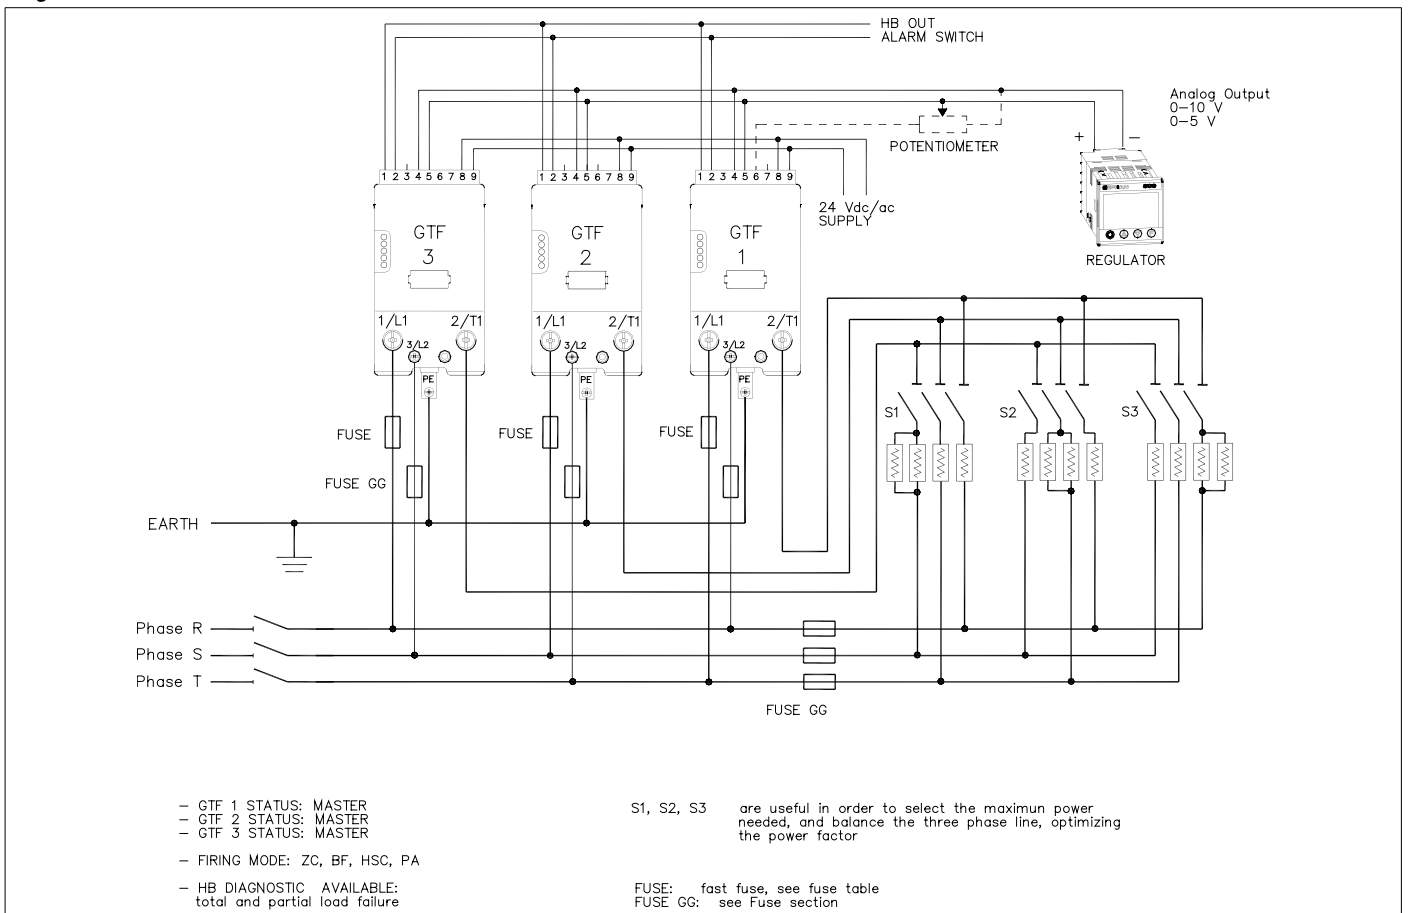 HB OUT
ALARM SWITCH
Analog Output
0-10 V
0-5 V
+ -
POTENTIOMETER
1 2 3 4 5 6 7 8 9
1 2 3 4 5 6 7 8 9
1 2 3 4 5 6 7 8 9
24 Vdc/ac
SUPPLY
GTF
3
GTF
2
GTF
1
REGULATOR
1/L1 2/T1
3/L2
PE
1/L1 2/T1
3/L2
PE
1/L1 2/T1
3/L2
PE
S1
S2
S3
FUSE
FUSE
FUSE
FUSE GG
EARTH
Phase R
Phase S
Phase T
FUSE GG
- GTF 1 STATUS: MASTER
- GTF 2 STATUS: MASTER
- GTF 3 STATUS: MASTER
- FIRING MODE: ZC, BF, HSC, PA
- HB DIAGNOSTIC AVAILABLE:
total and partial load failure
S1, S2, S3 are useful in order to select the maximun power
needed, and balance the three phase line, optimizing
the power factor
FUSE: fast fuse, see fuse table
FUSE GG: see Fuse section